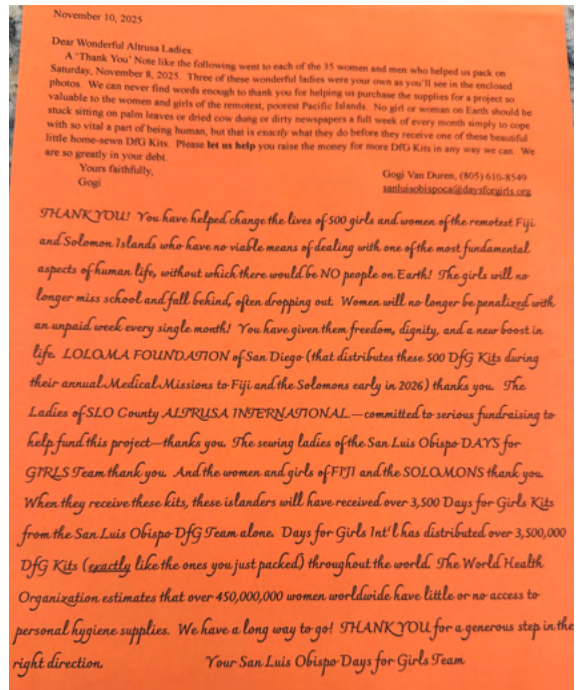 November 10, 2025
Dear Wonderful Altrusa Ladies:
A 'Thank You' Note like the following went to each of the 35 women and men who helped us pack on
Saturday, November 8, 2025. Three of these wonderful ladies were your own as you'll see in the enclosed
photos. We can never find words enough to thank you for helping us purchase the supplies for a project so
valuable to the women and girls of the remotest, poorest Pacific Islands. No girl or woman on Earth should be
stuck sitting on palm leaves or dried cow dung or dirty newspapers a full week of every month simply to cope
with so vital a part of being human, but that is exactly what they do before they receive one of these beautiful
little home-sewn DfG Kits. Please let us help you raise the money for more DfG Kits in any way we can. We
are so greatly in your debt.
Yours faithfully,
Gogi
Gogi Van Duren, (805) 610-8549
sanluisobispoca@daysforgirls.org
THANK YOU! You have helped change the lives of 500 girls and women of the remotest Fiji
and Solomon Islands who have no viable means of dealing with one of the most fundamental
aspects of human life, without which there would be NO people on Earth! The girls will no
longer miss school and fall behind, often dropping out. Women will no longer be penalized with
an unpaid week every single month! You have given them freedom, dignity, and a new boost in
life. LOLOMA FOUNDATION of San Diego (that distributes these 500 DfG Kits during
their annual Medical Missions to Fiji and the Solomons early in 2026) thanks you. The
Ladies of SLO County ALTRUSA INTERNATIONAL—committed to serious fundraising to
help fund this project—thanks you. The sewing ladies of the San Luis Obispo DAYS for
GIRLS Team thank you. And the women and girls of FIJI and the SOLOMONS thank you.
When they receive these kits, these islanders will have received over 3,500 Days for Girls Kits
from the San Luis Obispo DfG Team alone. Days for Girls Int'l has distributed over 3,500,000
DfG Kits (exactly like the ones you just packed) throughout the world. The World Health
Organization estimates that over 450,000,000 women worldwide have little or no access to
personal hygiene supplies. We have a long way to go! THANK YOU for a generous step in the
right direction. Your San Luis Obispo Days for Girls Team